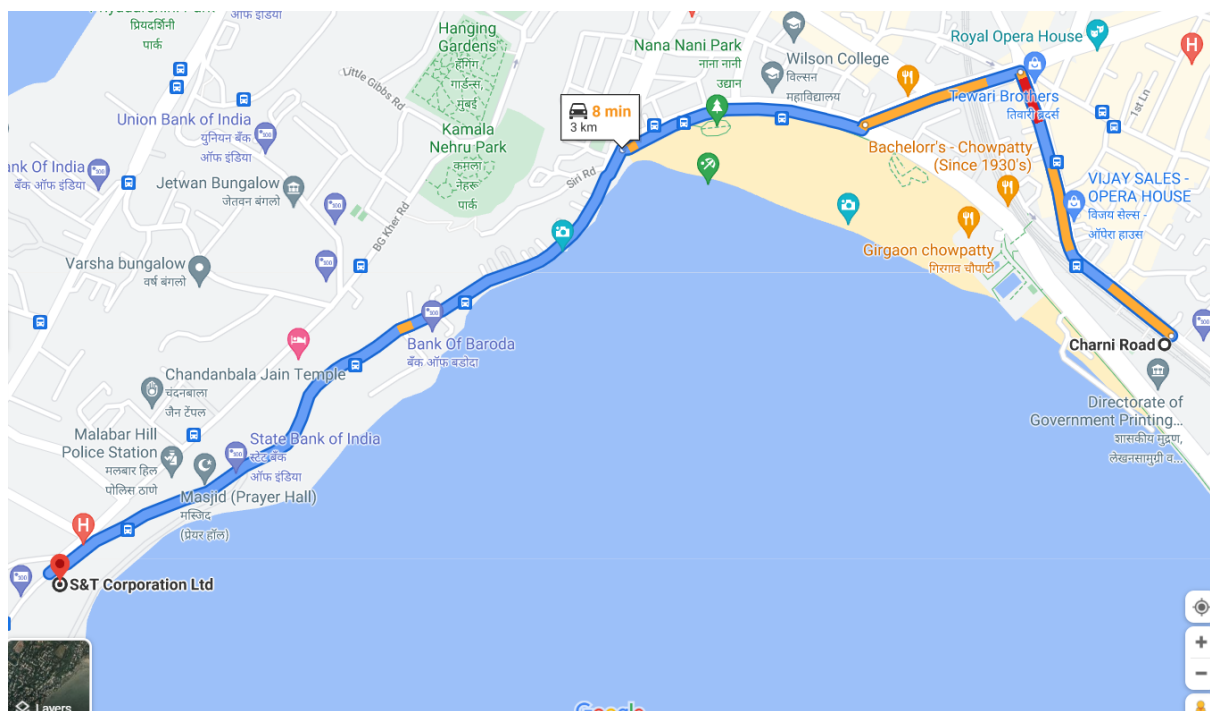 प्रियदर्शिनी
पार्क
Hanging
Gardens
हँगिंग
गार्डन्स,
मुंबई
Little Gibbs Rd
Nana Nani Park
नाना नानी
उद्यान
Wilson College
विल्सन
महाविद्यालय
Royal Opera House
1st Ln
Tewari Brothers
तिवारी ब्रदर्स
Union Bank of India
युनियन बँक
ऑफ इंडिया
8 min
3 km
Kamala
Nehru Park
कमला
नेहरू
पार्क
Bank Of India
बँक ऑफ इंडिया
Jetwan Bungalow
जेतवन बंगलो
Siri Rd
BG Kher Rd
Bachelorr's - Chowpatty
(Since 1930's)
VIJAY SALES -
OPERA HOUSE
विजय सेल्स -
ऑपेरा हाउस
Girgaon chowpatty
गिरगाव चौपाटी
Varsha bungalow
वर्षा बंगलो
Bank Of Baroda
बँक ऑफ बडोदा
Charni Road
Chandanbala Jain Temple
चंदनबाला
जैन टेंपल
Directorate of
Government Printing...
शासकीय मुद्रण,
लेखनसामुग्री व...
Malabar Hill
Police Station
मलबार हिल
पोलिस ठाणे
State Bank of India
स्टेट बँक
ऑफ इंडिया
Masjid (Prayer Hall)
मस्जिद
(प्रेयर हॉल)
S&T Corporation Ltd
Layers
Google